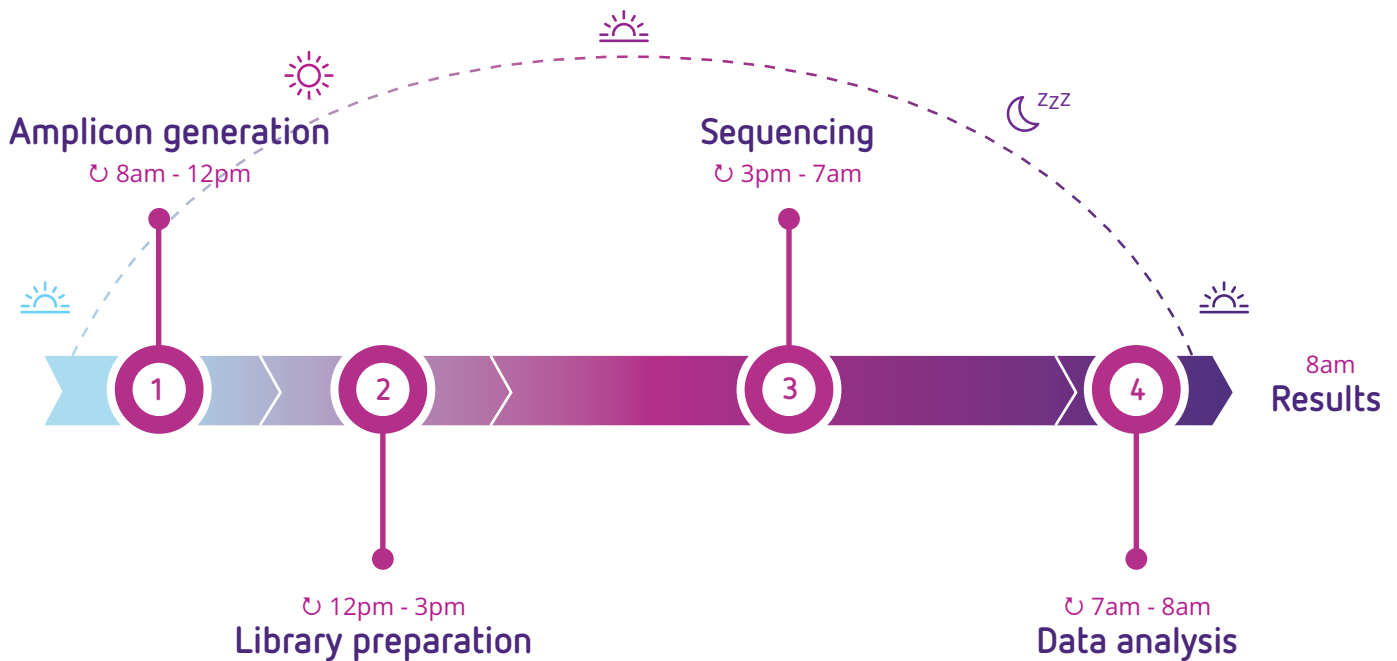 zzz
Amplicon generation
↻ 8am - 12pm
Sequencing
↻ 3pm - 7am
1
2
3
4
8am
Results
↻ 12pm - 3pm
Library preparation
↻ 7am - 8am
Data analysis